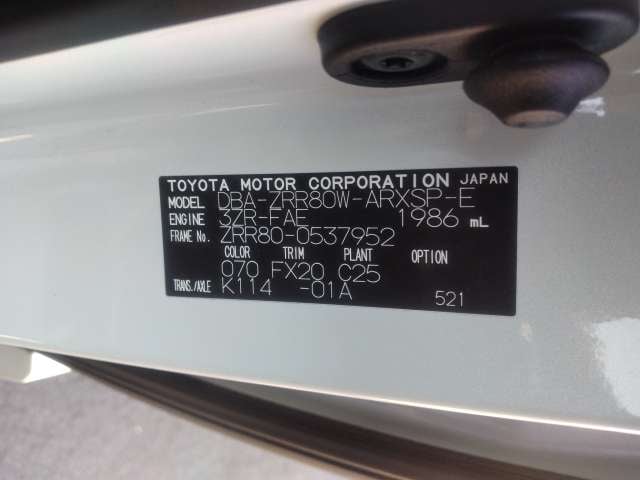 TOYOTA MOTOR CORPORATION JAPAN
MODEL DBA-ZRR80W-ARXSP-E
ENGINE 3ZR-FAE 1986 mL
FRAME NO. ZRR80-0537952
COLOR TRIM PLANT OPTION
070 FX20 C25
TRANS./AXLE K114 -01A 521